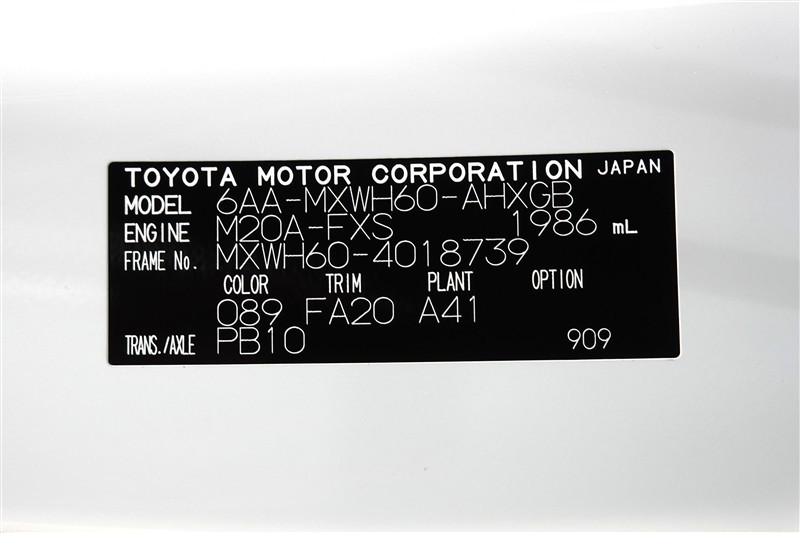 TOYOTA MOTOR CORPORATION JAPAN
MODEL 6AA-MXWH60-AHXGB
ENGINE M20A-FXS 1986 mL
FRAME No. MXWH60-4018739
COLOR TRIM PLANT OPTION
089 FA20 A41
TRANS./AXLE PB10 909